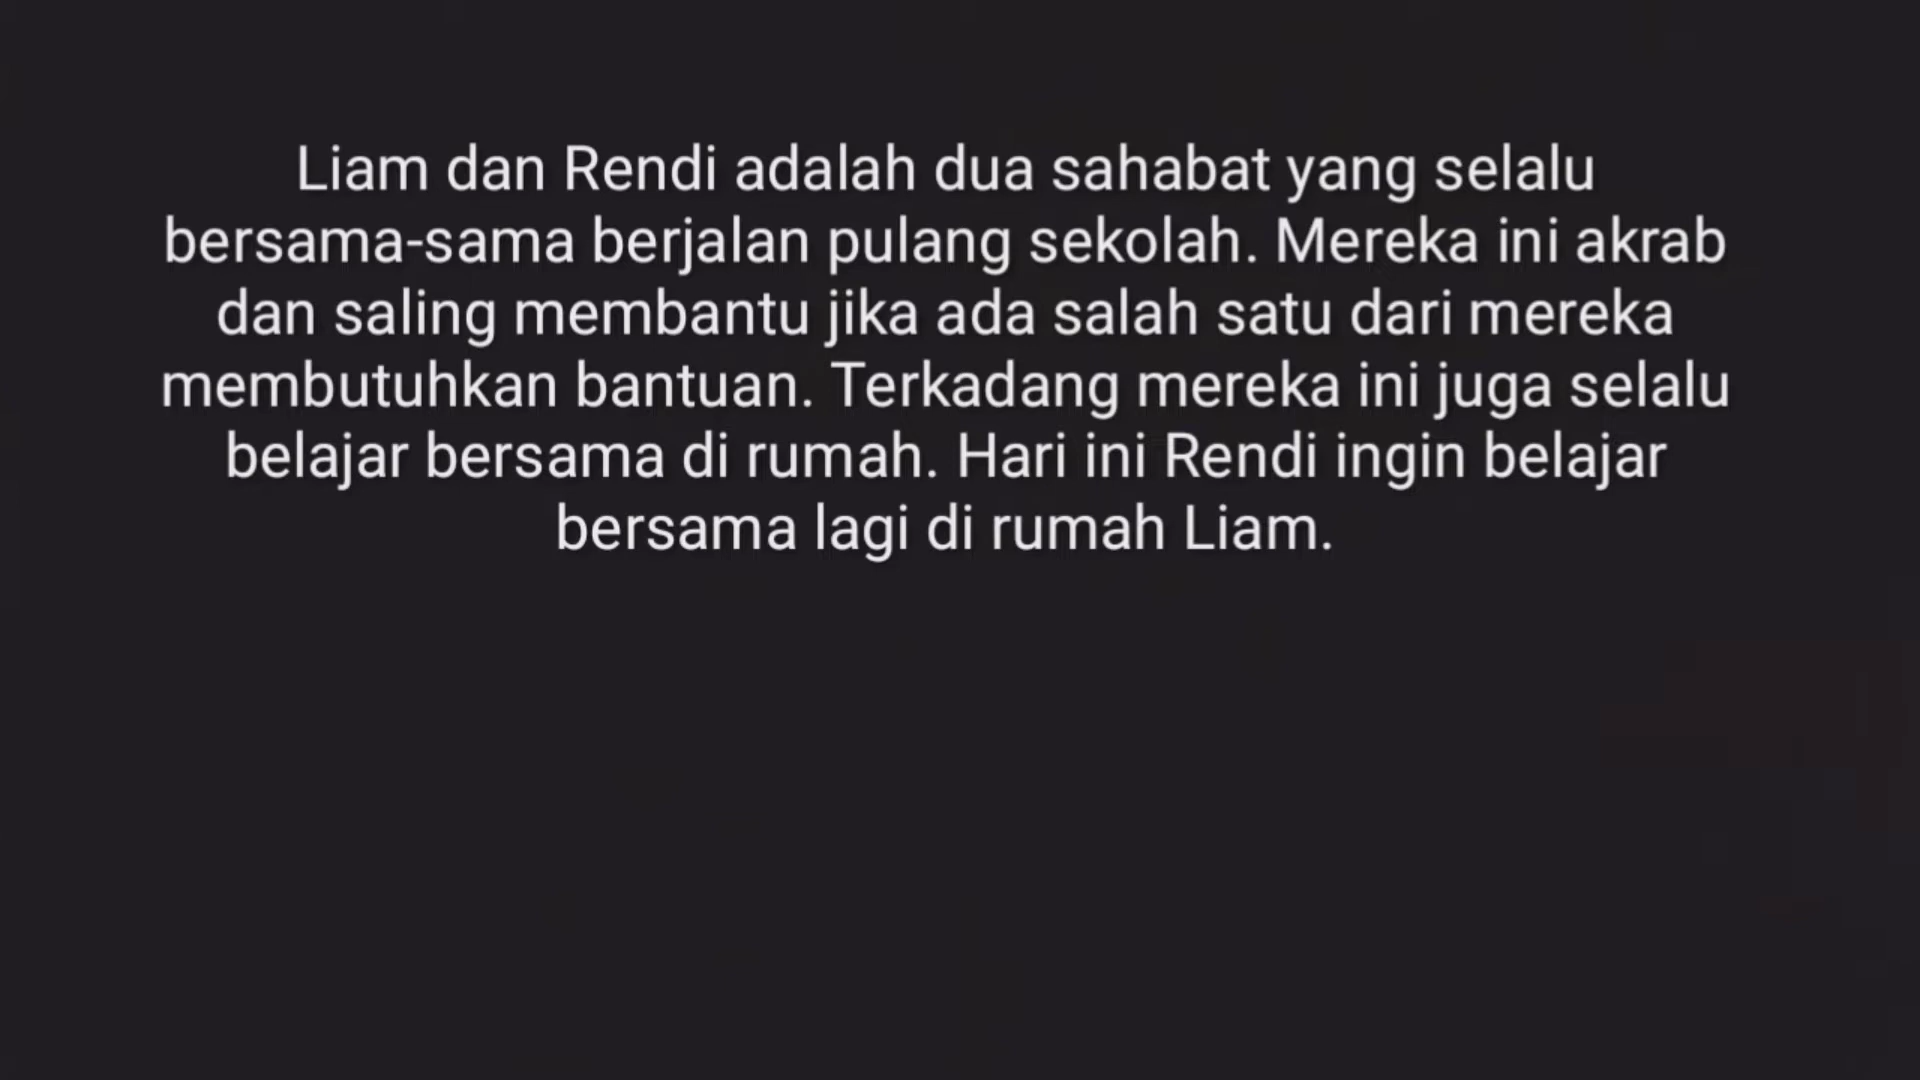 Liam dan Rendi adalah dua sahabat yang selalu
bersama-sama berjalan pulang sekolah. Mereka ini akrab
dan saling membantu jika ada salah satu dari mereka
membutuhkan bantuan. Terkadang mereka ini juga selalu
belajar bersama di rumah. Hari ini Rendi ingin belajar
bersama lagi di rumah Liam.